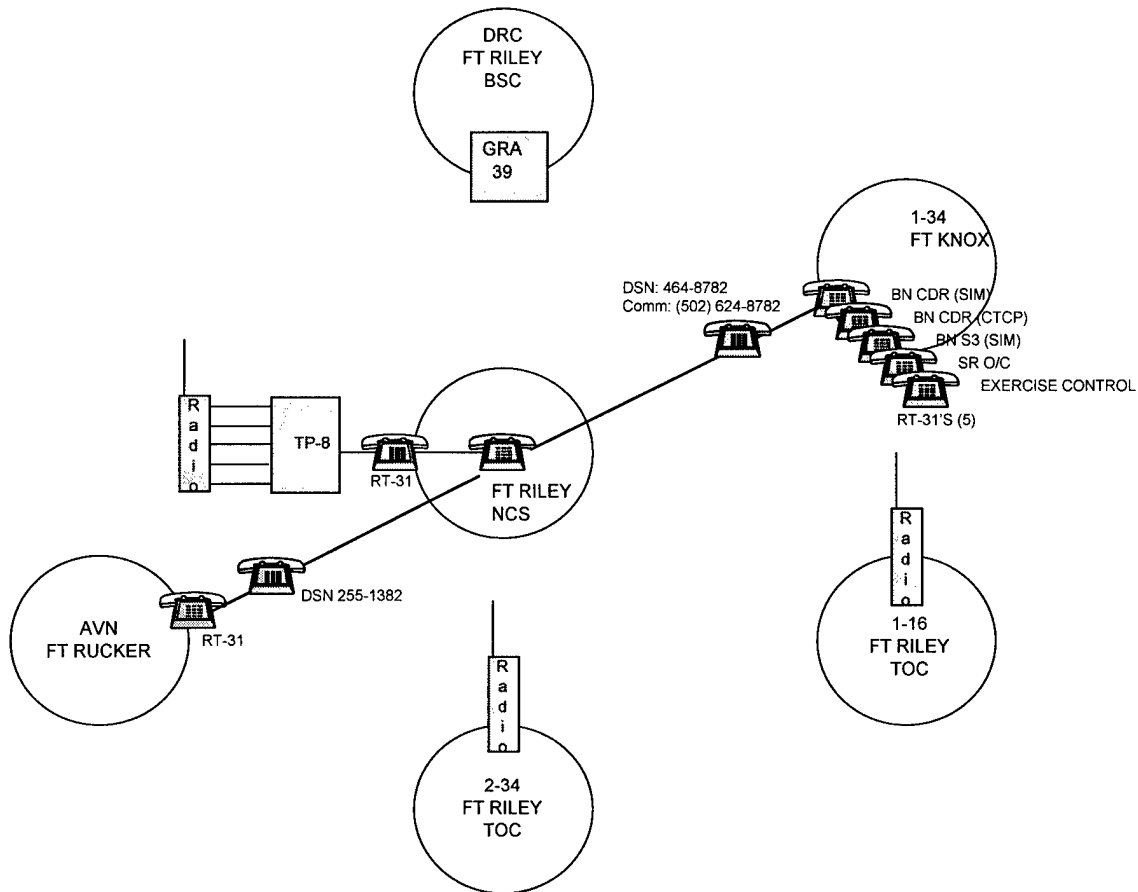 DRC
FT RILEY
BSC
GRA
39
1-34
FT KNOX
DSN: 464-8782
Comm: (502) 624-8782
BN CDR (SIM)
BN CDR (CTCP)
BN S3 (SIM)
SR O/C
EXERCISE CONTROL
RT-31'S (5)
Radio
TP-8
RT-31
FT RILEY
NCS
DSN 255-1382
RT-31
AVN
FT RUCKER
Radio
1-16
FT RILEY
TOC
Radio
2-34
FT RILEY
TOC